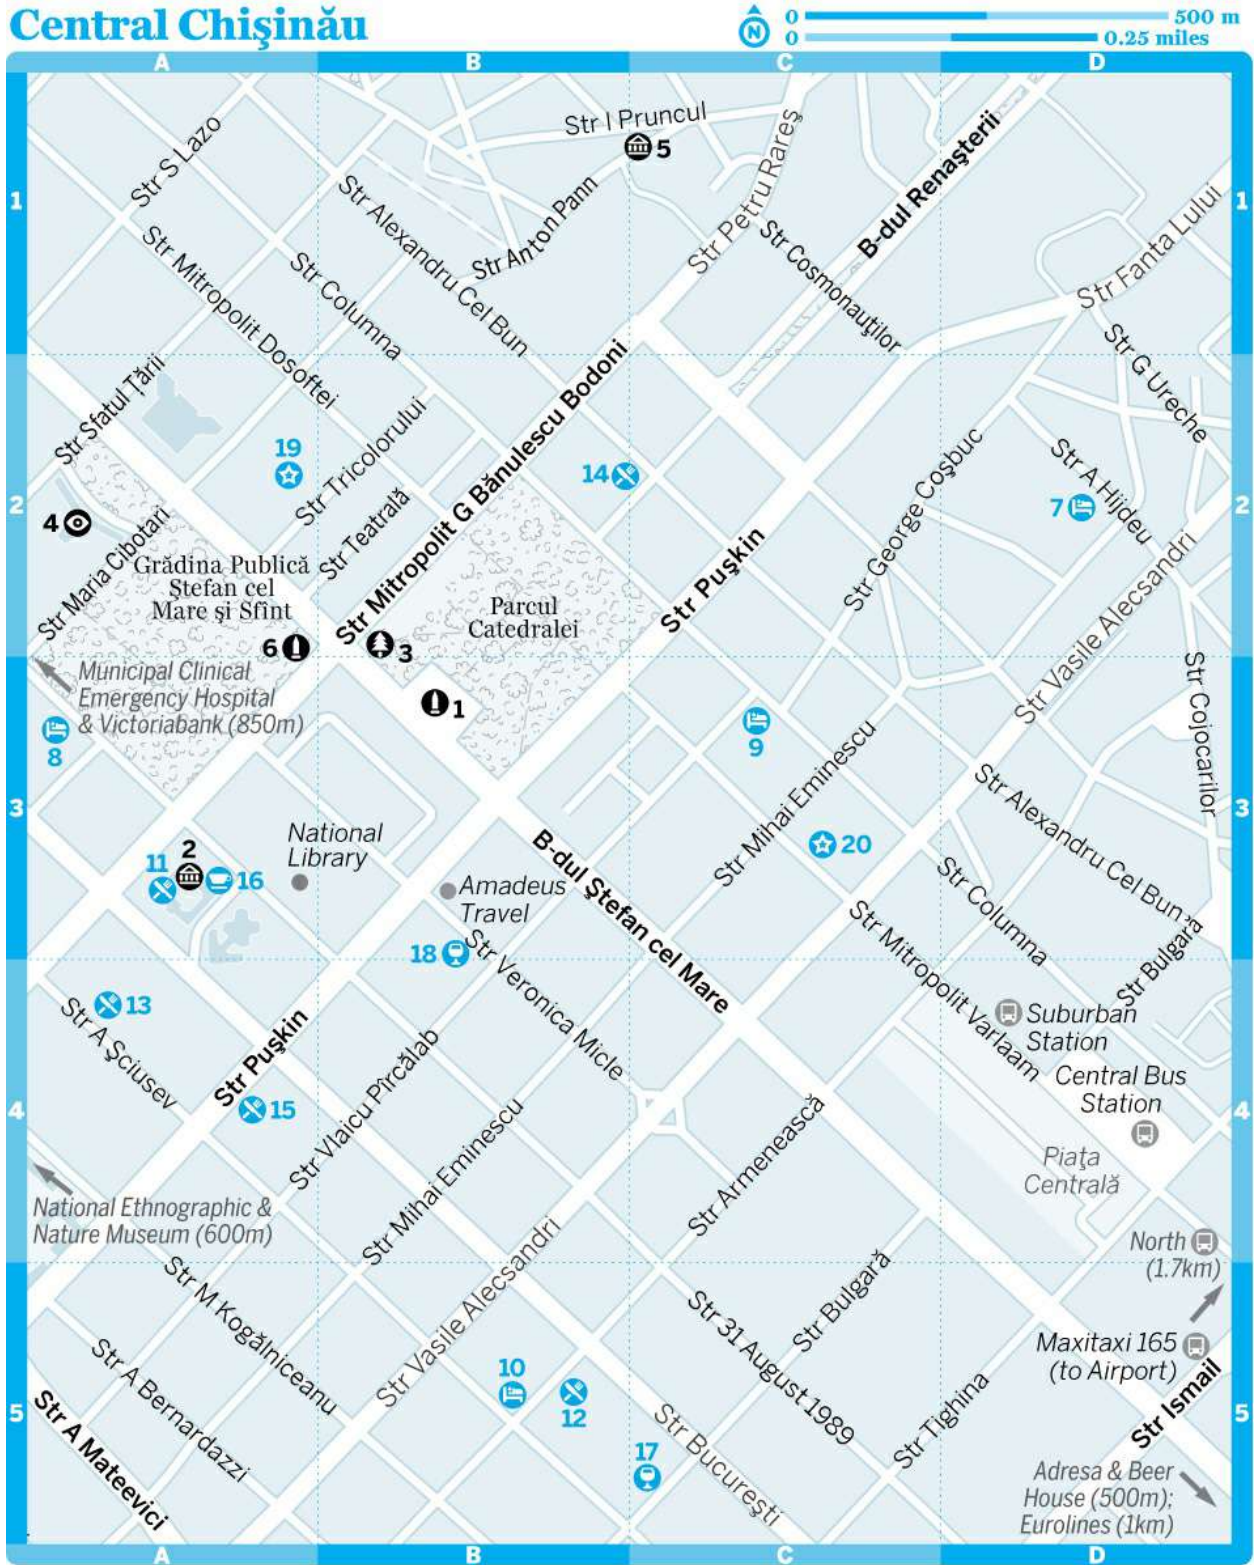 Central Chişinău
N
0
500 m
0
0.25 miles
A
B
C
D
Str I Pruncul
5
Str S Lazo
Str Petru Rareş
B-dul Renaşterii
1
1
Str Alexandru Cel Bun
Str Anton Pann
Str Cosmonauţilor
Str Fanta Lului
Str Mitropolit Dosoftei
Str Columna
Str G Ureche
Str Sfatul Ţării
Str Mitropolit G Bănulescu Bodoni
Str Tricolorului
19
14
Str George Coşbuc
Str A Hijdeu
7
2
2
4
Str Teatrală
Str Maria Cibotari
Grădina Publică
Ştefan cel
Mare şi Sfînt
Str Puşkin
Str Vasile Alecsandri
Parcul
Catedralei
6
3
Municipal Clinical
Emergency Hospital
& Victoriabank (850m)
1
Str Cojocarilor
8
9
Str Mihai Eminescu
Str Alexandru Cel Bun
3
3
National
Library
B-dul Ştefan cel Mare
20
2
11
16
Amadeus
Travel
Str Columna
Str Mitropolit Varlaam
Str Bulgară
18
Str Veronica Micle
13
Str A Şciusev
Str Puşkin
Suburban
Station
Central Bus
Station
4
4
15
Str Vlaicu Pîrcălab
Str Mihai Eminescu
Str Armenească
Piaţa
Centrală
National Ethnographic &
Nature Museum (600m)
North
(1.7km)
Str Vasile Alecsandri
Str M Kogălniceanu
Str Bulgară
Str 31 August 1989
Maxitaxi 165
(to Airport)
Str A Bernardazzi
10
12
Str Ismail
5
5
Str A Mateevici
Str Bucureşti
Str Tighina
17
Adresa & Beer
House (500m);
Eurolines (1km)
A
B
C
D